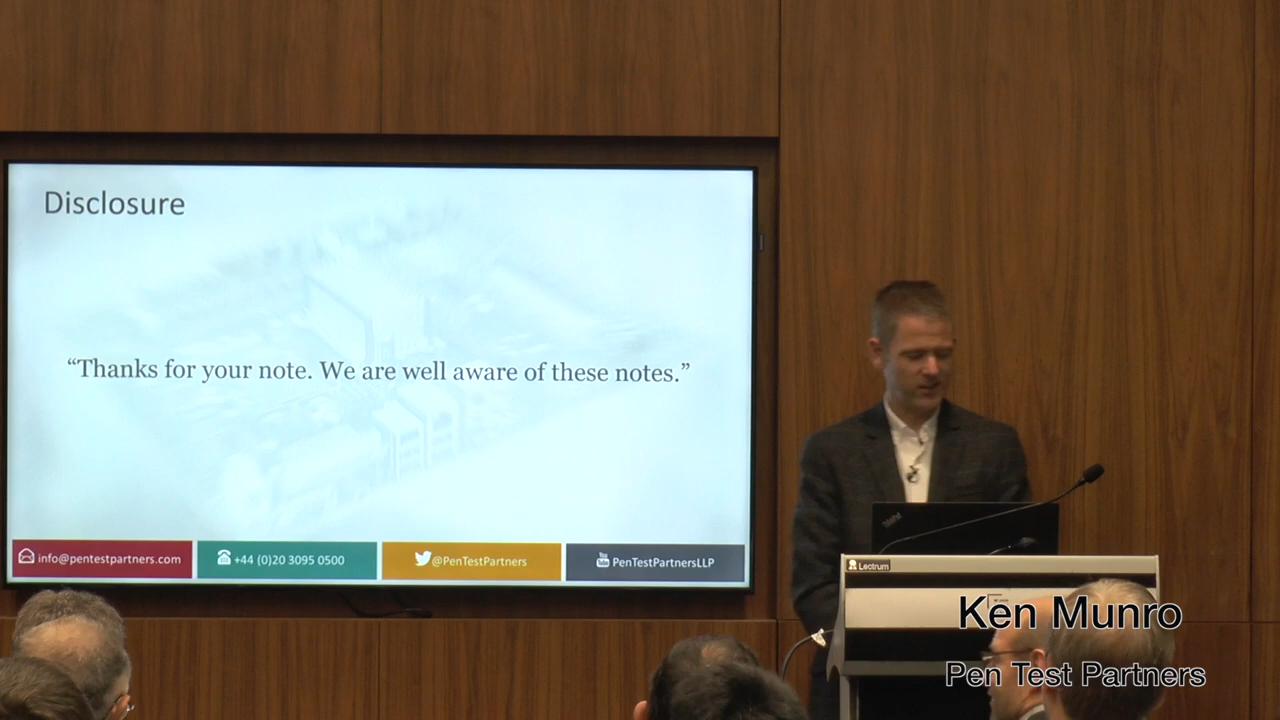 Disclosure
“Thanks for your note. We are well aware of these notes.”
info@pentestpartners.com
+44 (0)20 3095 0500
@PenTestPartners
PenTestPartnersLLP
ThinkPad
Lectrum
Ken Munro
Pen Test Partners